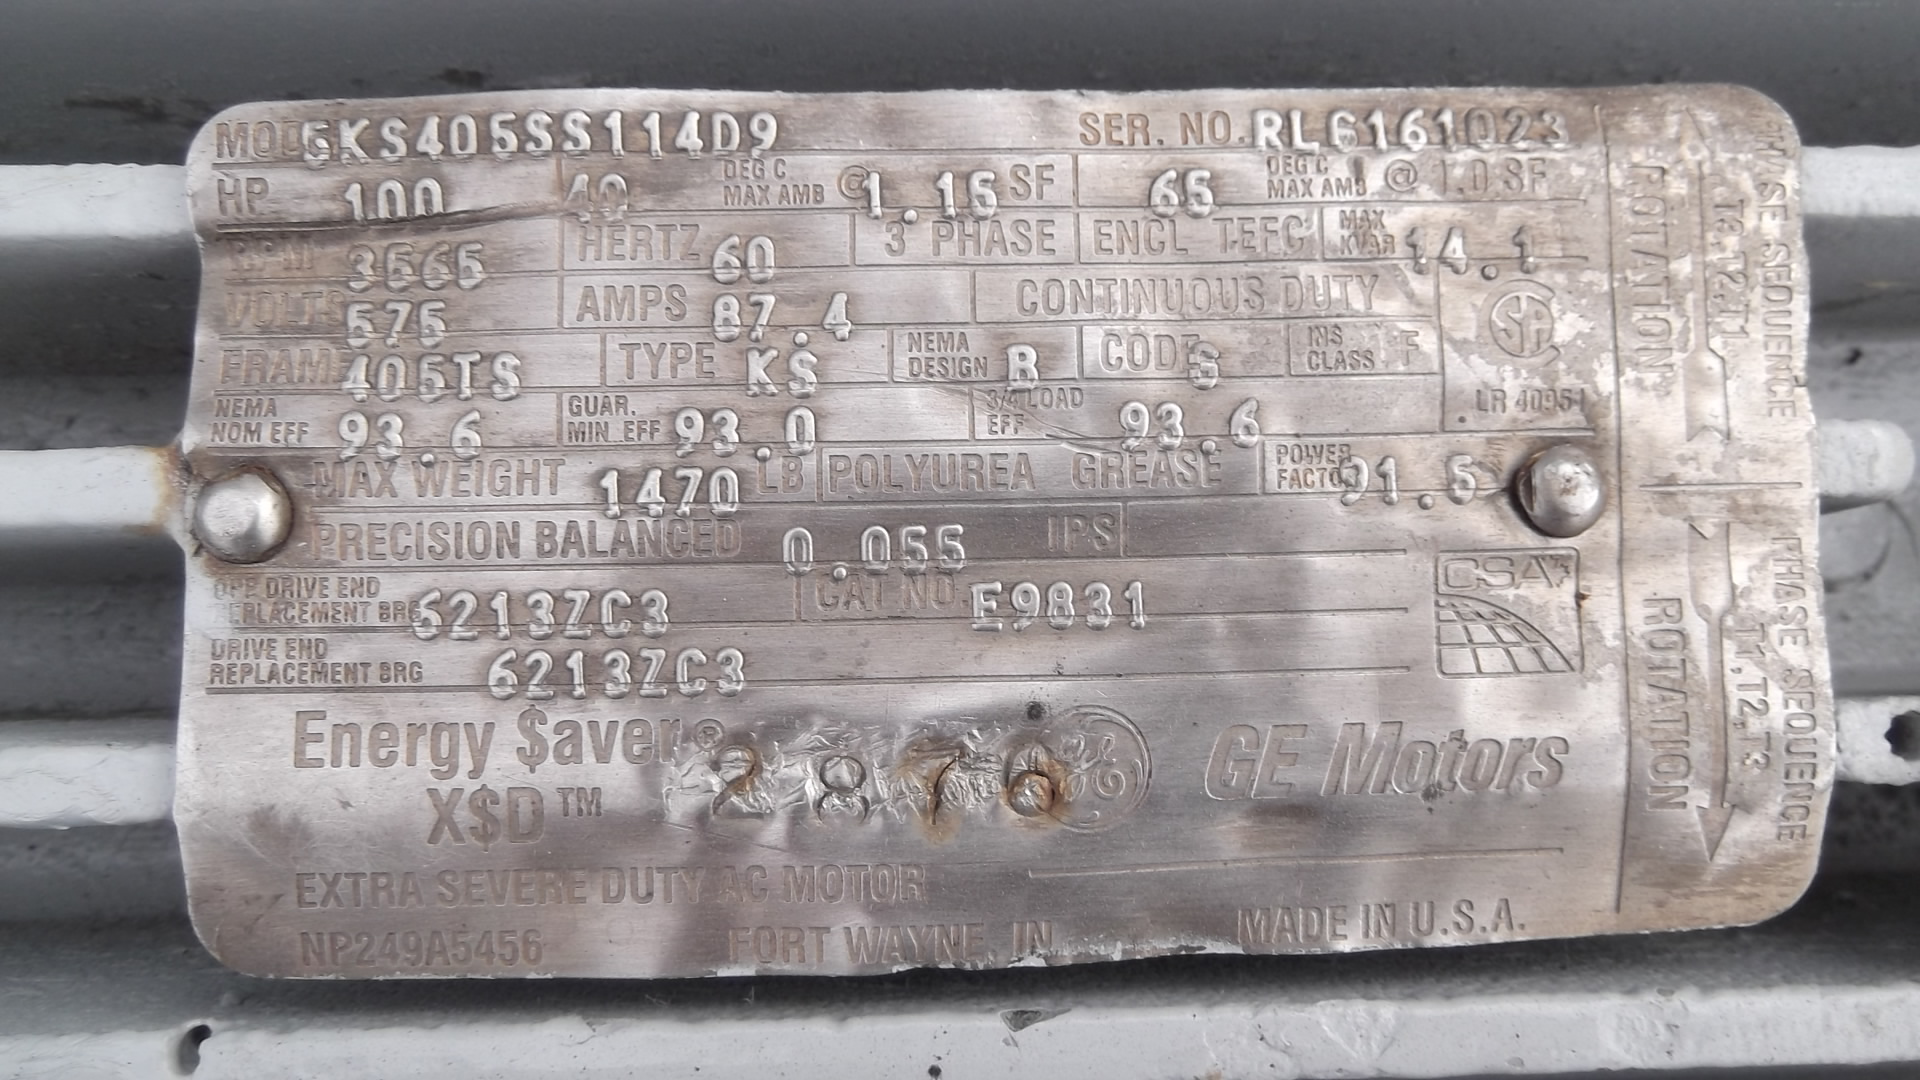 MODEL 5KS405SS114D9 SER. NO. RLG161023
HP 100 40 DEG C MAX AMB @ 1.15 SF 65 DEG C MAX AMB @ 1.0 SF
RPM 3565 HERTZ 60 3 PHASE ENCL TEFC MAX KVAR 14.1
VOLTS 575 AMPS 87.4 CONTINUOUS DUTY
FRAME 405TS TYPE KS NEMA DESIGN B CODE G INS CLASS F
SA
LR 40951
NEMA NOM EFF 93.6 GUAR. MIN EFF 93.0 3/4 LOAD EFF 93.6
MAX WEIGHT 1470 LB POLYUREA GREASE POWER FACTOR 91.5
PRECISION BALANCED 0.055 IPS
OPP DRIVE END REPLACEMENT BRG 6213ZC3 CAT NO. E9831
CSA
DRIVE END REPLACEMENT BRG 6213ZC3
Energy $aver® 2876 GE GE Motors
X$D™
EXTRA SEVERE DUTY AC MOTOR
NP249A5456 FORT WAYNE, IN MADE IN U.S.A.
ROTATION
T3,T2,T1
PHASE SEQUENCE
ROTATION
T1,T2,T3
PHASE SEQUENCE